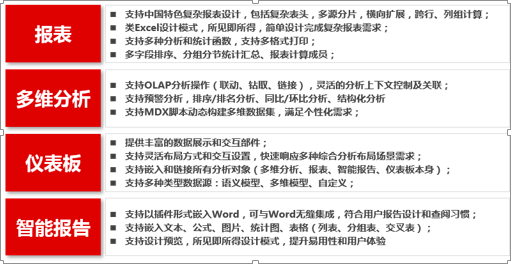 报表
■ 支持中国特色复杂报表设计，包括复杂表头，多源分片，横向扩展，跨行、列组计算；
■ 类Excel设计模式，所见即所得，简单设计完成复杂报表需求；
■ 支持多种分析和统计函数，支持多格式打印；
■ 多字段排序、分组分节统计汇总、报表计算成员；
多维分析
■ 支持OLAP分析操作（联动、钻取、链接），灵活的分析上下文控制及关联；
■ 支持预警分析，排序/排名分析、同比/环比分析、结构化分析
■ 支持MDX脚本动态构建多维数据集，满足个性化需求；
仪表板
■ 提供丰富的数据展示和交互部件；
■ 支持灵活布局方式和交互设置，快速响应多种综合分析布局场景需求；
■ 支持嵌入和链接所有分析对象（多维分析、报表、智能报告、仪表板本身）；
■ 支持多种类型数据源：语义模型、多维模型、自定义；
智能报告
■ 支持以插件形式嵌入Word，可与Word无缝集成，符合用户报告设计和查阅习惯；
■ 支持嵌入文本、公式、图片、统计图、表格（列表、分组表、交叉表）；
■ 支持设计预览，所见即所得设计模式，提升易用性和用户体验